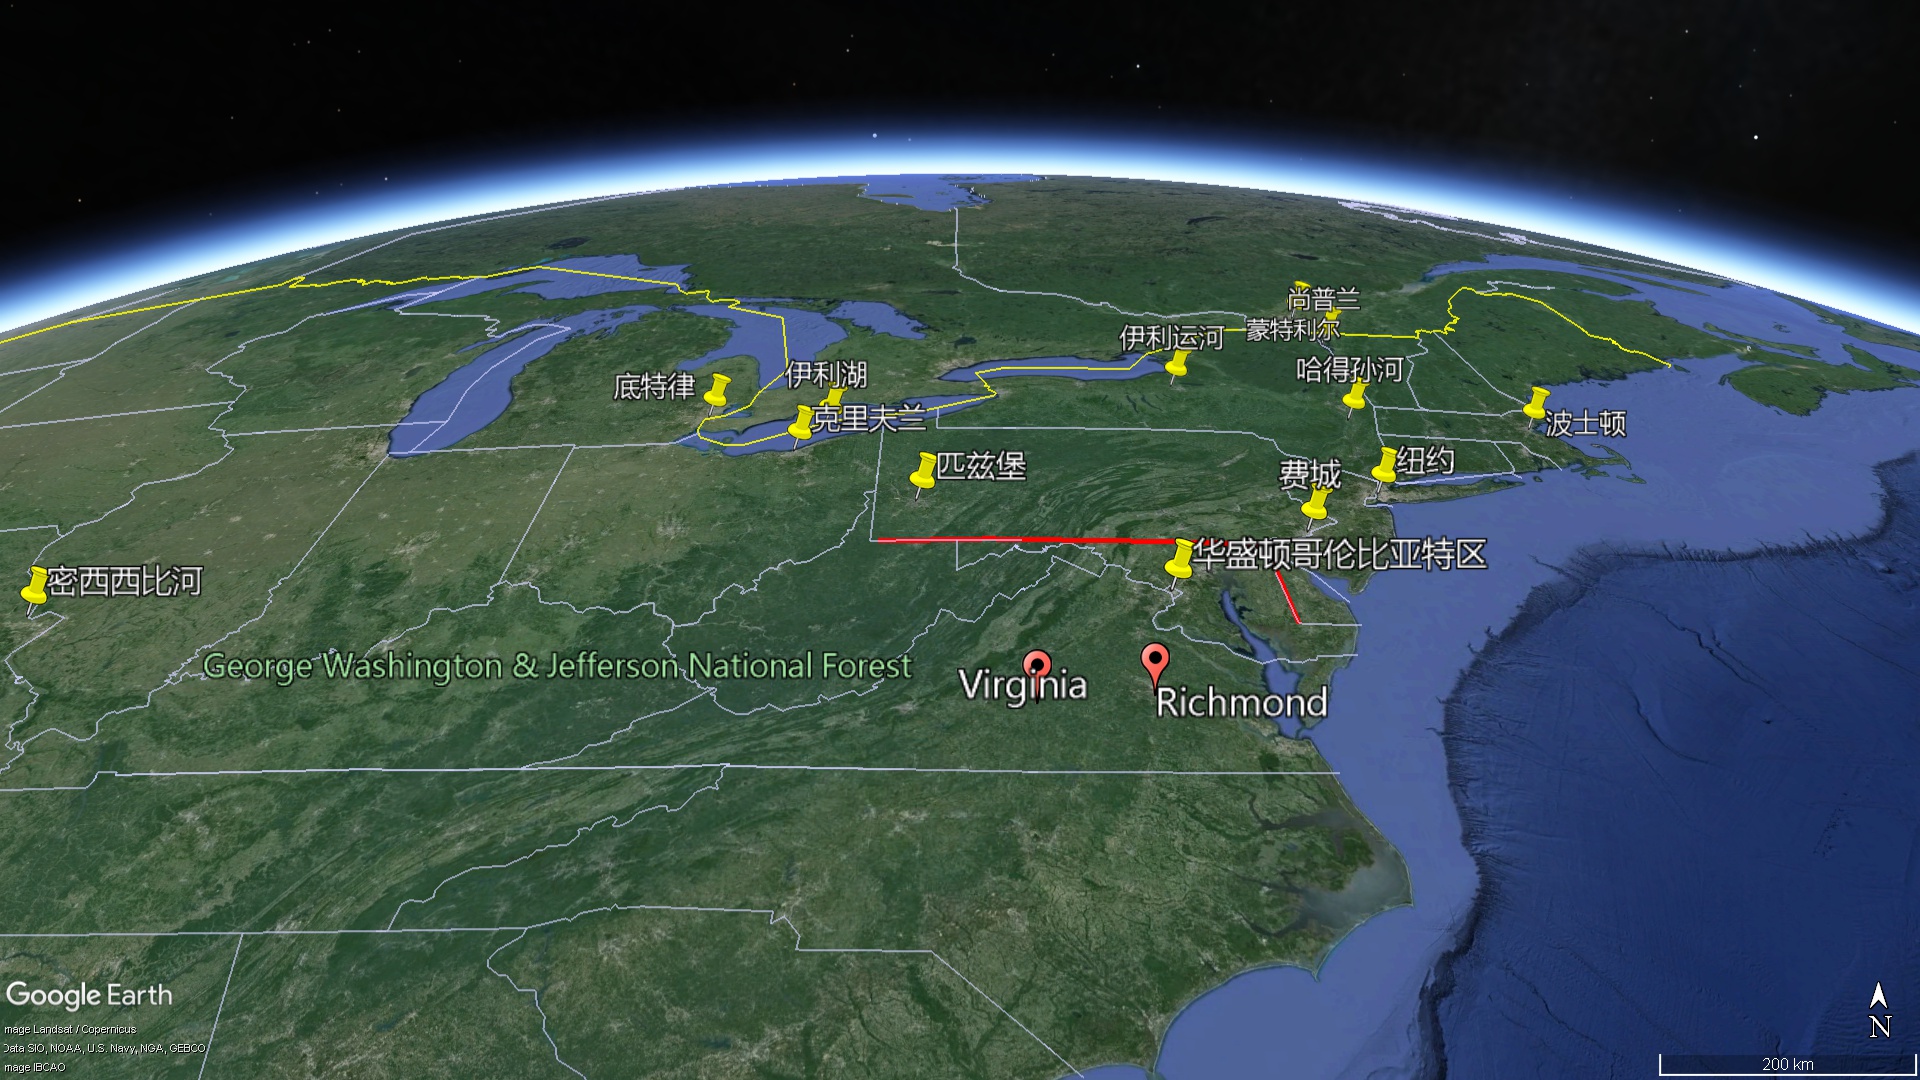 尚普兰
蒙特利尔
伊利运河
哈得孙河
伊利湖
底特律
克里夫兰
波士顿
匹兹堡
纽约
费城
华盛顿哥伦比亚特区
密西西比河
George Washington & Jefferson National Forest
Virginia
Richmond
Google Earth
mage Landsat / Copernicus
Data SIO, NOAA, U.S. Navy, NGA, GEBCO
mage IBCAO
N
200 km